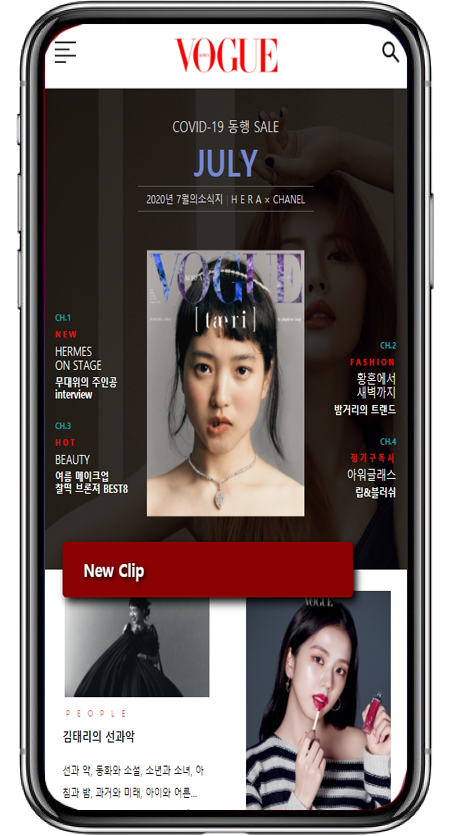 VOGUE
COVID-19 동행 SALE
JULY
2020년 7월의소식지 | H E R A × CHANEL
VOGUE
[ tæri ]
CH.1
NEW
HERMES
ON STAGE
무대위의 주인공
interview
CH.2
FASHION
황혼에서
새벽까지
밤거리의 트랜드
CH.3
HOT
BEAUTY
여름 메이크업
찰떡 브론져 BEST8
CH.4
정기구독시
아워글래스
립&블러쉬
New Clip
VOGUE
PEOPLE
김태리의 선과악
선과 악, 동화와 소설, 소년과 소녀, 아
침과 밤, 과거와 미래, 아이와 어른...